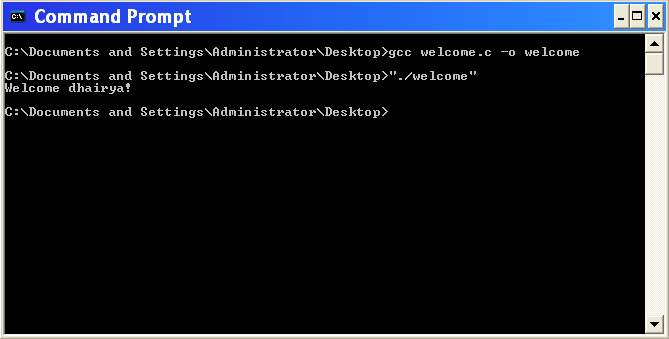 Command Prompt
C:\Documents and Settings\Administrator\Desktop>gcc welcome.c -o welcome
C:\Documents and Settings\Administrator\Desktop>"./welcome"
Welcome dhairya!
C:\Documents and Settings\Administrator\Desktop>